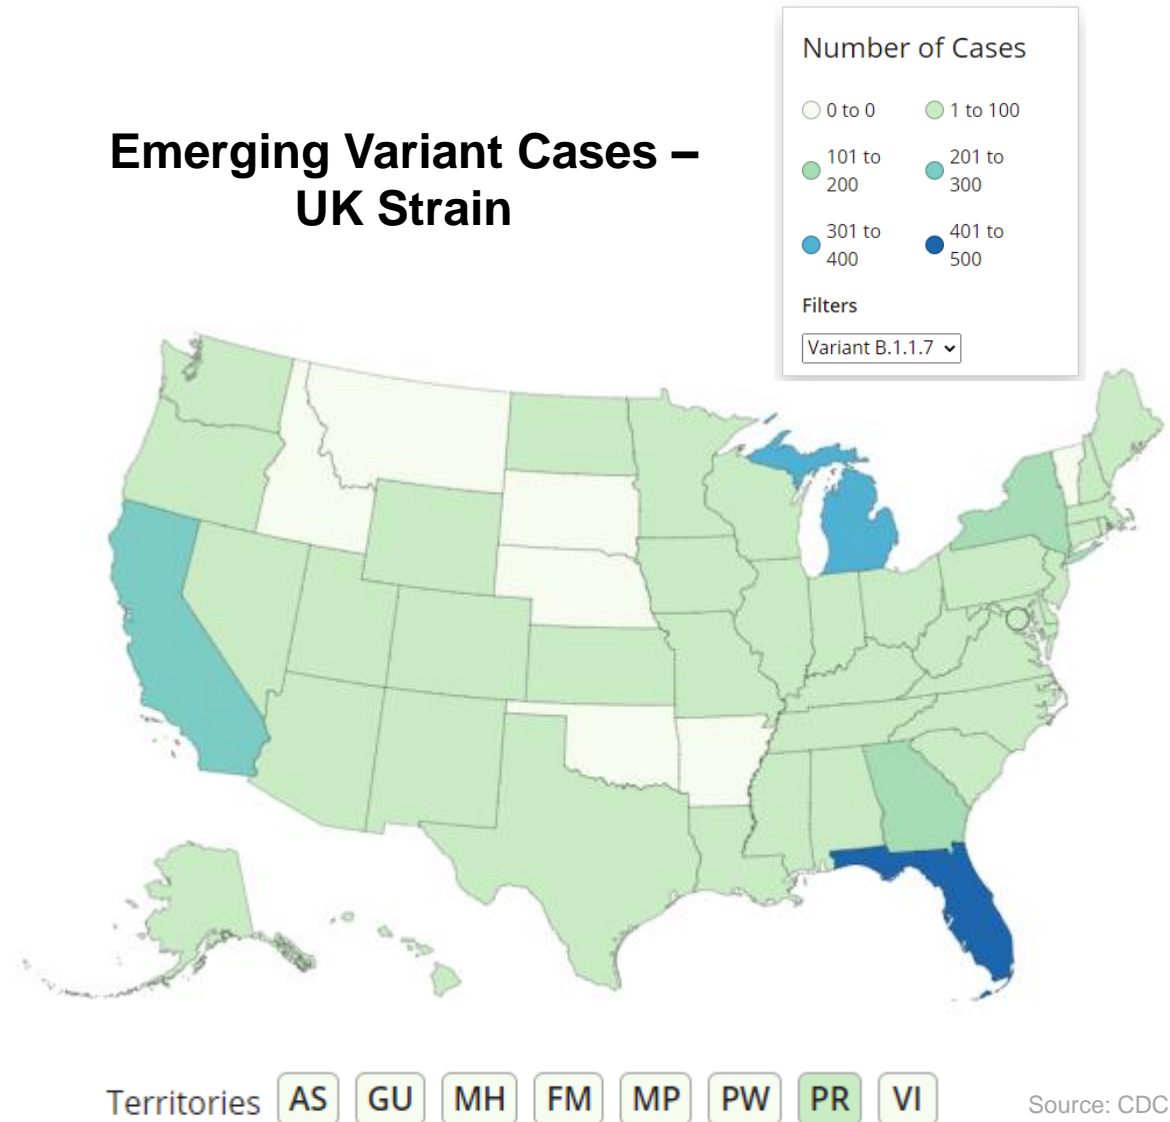 Emerging Variant Cases –
UK Strain
Number of Cases
0 to 0
1 to 100
101 to
200
201 to
300
301 to
400
401 to
500
Filters
Variant B.1.1.7
Territories AS GU MH FM MP PW PR VI
Source: CDC